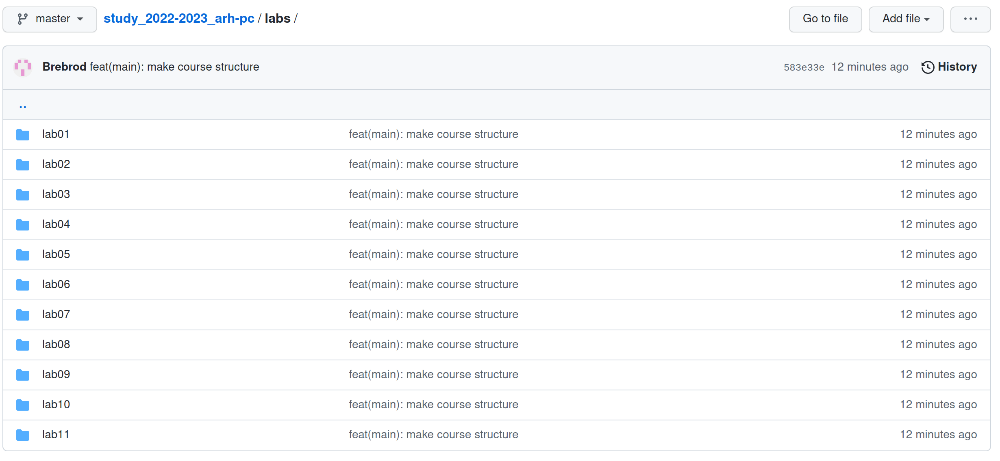 master study_2022-2023_arh-pc / labs / Go to file Add file ...
Brebrod feat(main): make course structure 583e33e 12 minutes ago History
..
lab01 feat(main): make course structure 12 minutes ago
lab02 feat(main): make course structure 12 minutes ago
lab03 feat(main): make course structure 12 minutes ago
lab04 feat(main): make course structure 12 minutes ago
lab05 feat(main): make course structure 12 minutes ago
lab06 feat(main): make course structure 12 minutes ago
lab07 feat(main): make course structure 12 minutes ago
lab08 feat(main): make course structure 12 minutes ago
lab09 feat(main): make course structure 12 minutes ago
lab10 feat(main): make course structure 12 minutes ago
lab11 feat(main): make course structure 12 minutes ago